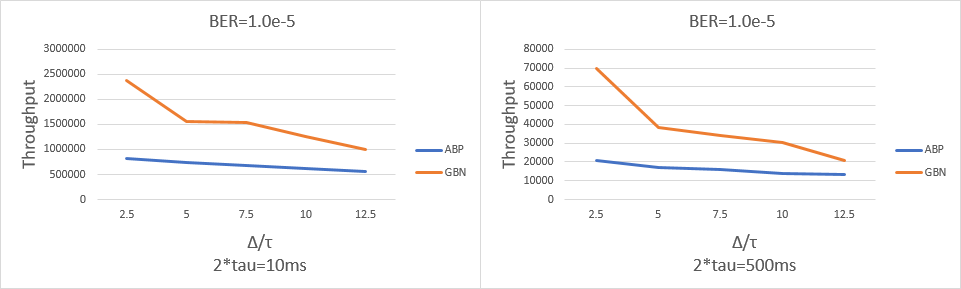 BER=1.0e-5
Throughput
3000000
2500000
2000000
1500000
1000000
500000
0
2.5 5 7.5 10 12.5
Δ/τ
2*tau=10ms
ABP
GBN
BER=1.0e-5
Throughput
80000
70000
60000
50000
40000
30000
20000
10000
0
2.5 5 7.5 10 12.5
Δ/τ
2*tau=500ms
ABP
GBN